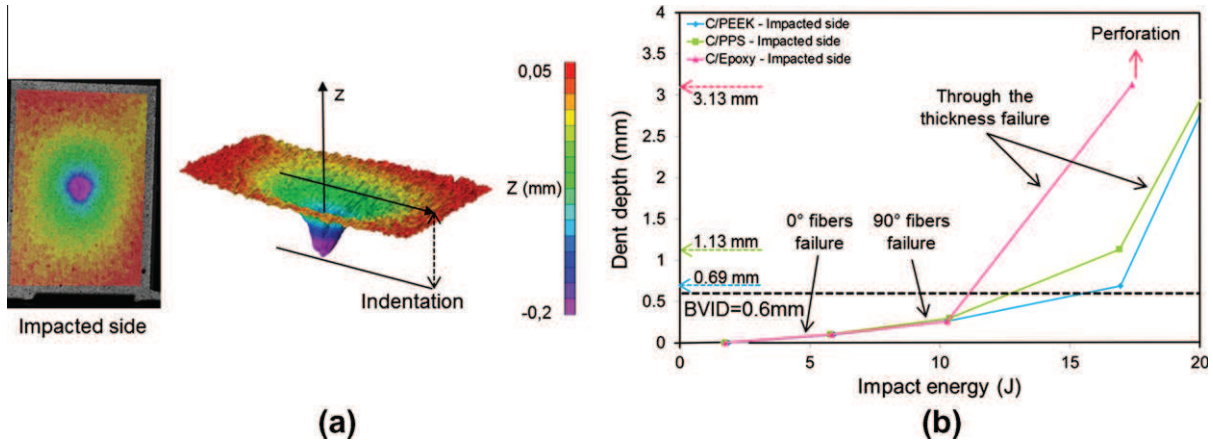 0,05
Z
Z (mm)
Indentation
-0,2
Impacted side
(a)
Dent depth (mm)
4
3.5
3
2.5
2
1.5
1
0.5
0
C/PEEK - Impacted side
C/PPS - Impacted side
C/Epoxy - Impacted side
Perforation
3.13 mm
Through the
thickness failure
1.13 mm
0° fibers
failure
90° fibers
failure
0.69 mm
BVID=0.6mm
0 5 10 15 20
Impact energy (J)
(b)